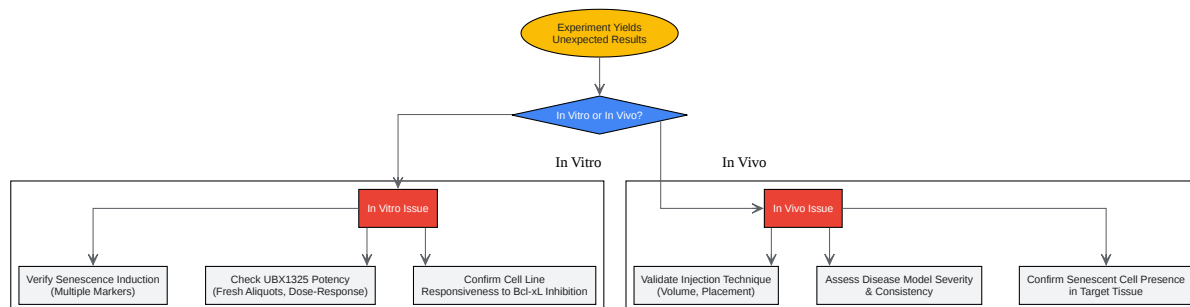 Experiment Yields
Unexpected Results
In Vitro or In Vivo?
In Vitro
In Vivo
In Vitro Issue
In Vivo Issue
Verify Senescence Induction
(Multiple Markers)
Check UBX1325 Potency
(Fresh Aliquots, Dose-Response)
Confirm Cell Line
Responsiveness to Bcl-xL Inhibition
Validate Injection Technique
(Volume, Placement)
Assess Disease Model Severity
& Consistency
Confirm Senescent Cell Presence
in Target Tissue